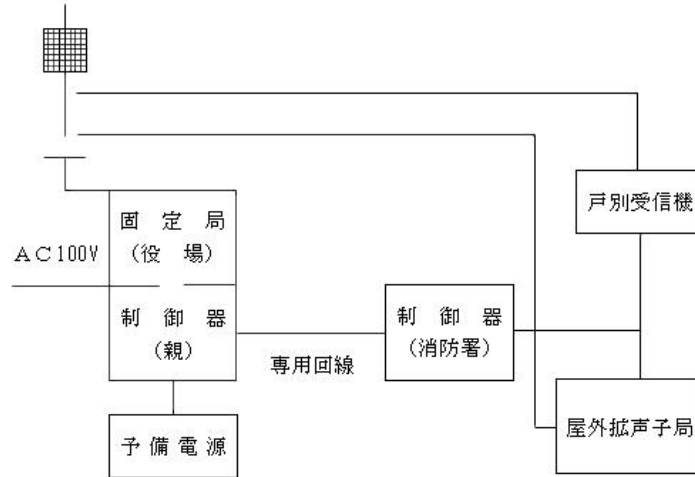 戸別受信機
固定局
(役場)
AC100V
制御器
(親)
制御器
(消防署)
専用回線
屋外拡声子局
予備電源